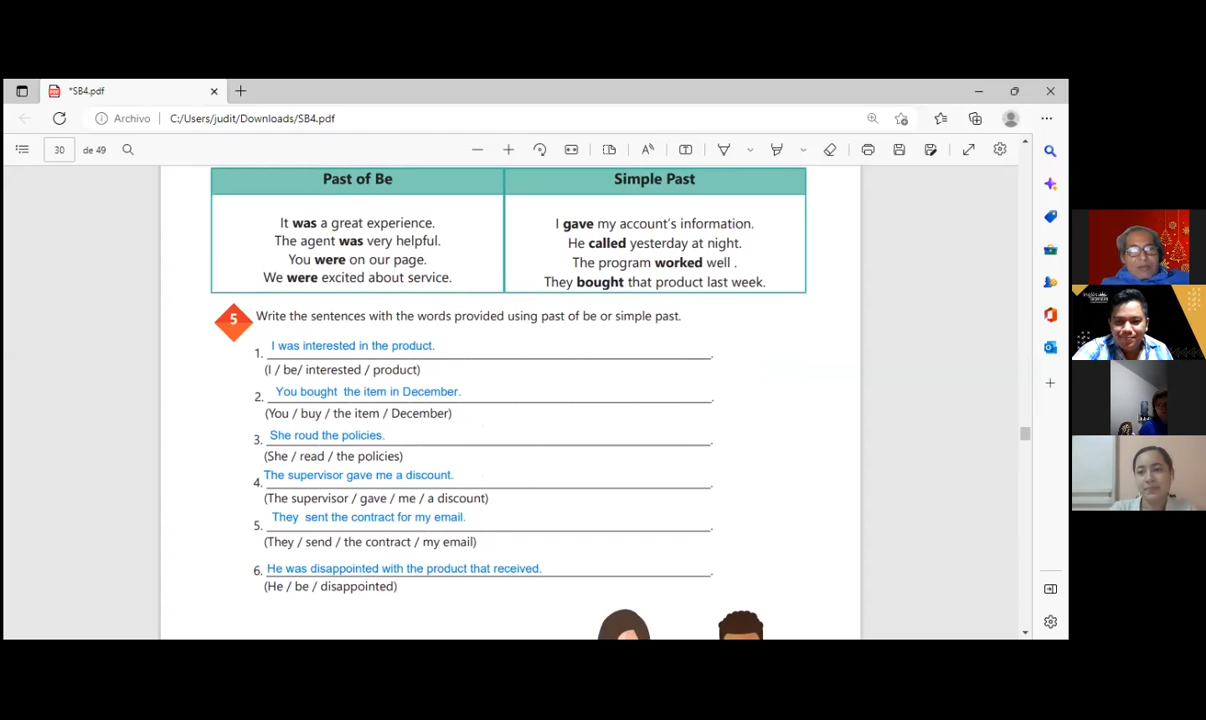 *SB4.pdf
Archivo
C:/Users/judit/Downloads/SB4.pdf
30
de 49
Past of Be
Simple Past
It was a great experience.
The agent was very helpful.
You were on our page.
We were excited about service.
I gave my account's information.
He called yesterday at night.
The program worked well .
They bought that product last week.
5
Write the sentences with the words provided using past of be or simple past.
I was interested in the product.
1. .
(I / be/ interested / product)
You bought the item in December.
2. .
(You / buy / the item / December)
She roud the policies.
3. .
(She / read / the policies)
The supervisor gave me a discount.
4. .
(The supervisor / gave / me / a discount)
They sent the contract for my email.
5. .
(They / send / the contract / my email)
He was disappointed with the product that received.
6. .
(He / be / disappointed)